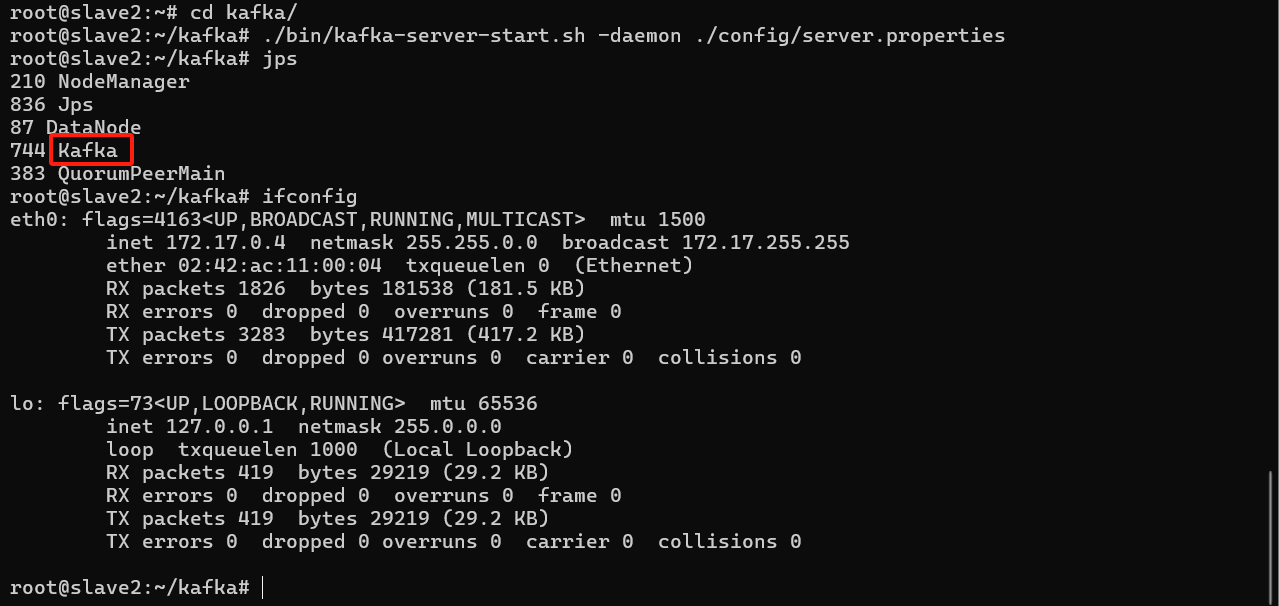 root@slave2:~# cd kafka/
root@slave2:~/kafka# ./bin/kafka-server-start.sh -daemon ./config/server.properties
root@slave2:~/kafka# jps
210 NodeManager
836 Jps
87 DataNode
744 Kafka
383 QuorumPeerMain
root@slave2:~/kafka# ifconfig
eth0: flags=4163<UP,BROADCAST,RUNNING,MULTICAST>  mtu 1500
        inet 172.17.0.4  netmask 255.255.0.0  broadcast 172.17.255.255
        ether 02:42:ac:11:00:04  txqueuelen 0  (Ethernet)
        RX packets 1826  bytes 181538 (181.5 KB)
        RX errors 0  dropped 0  overruns 0  frame 0
        TX packets 3283  bytes 417281 (417.2 KB)
        TX errors 0  dropped 0 overruns 0  carrier 0  collisions 0
lo: flags=73<UP,LOOPBACK,RUNNING>  mtu 65536
        inet 127.0.0.1  netmask 255.0.0.0
        loop  txqueuelen 1000  (Local Loopback)
        RX packets 419  bytes 29219 (29.2 KB)
        RX errors 0  dropped 0  overruns 0  frame 0
        TX packets 419  bytes 29219 (29.2 KB)
        TX errors 0  dropped 0 overruns 0  carrier 0  collisions 0
root@slave2:~/kafka#